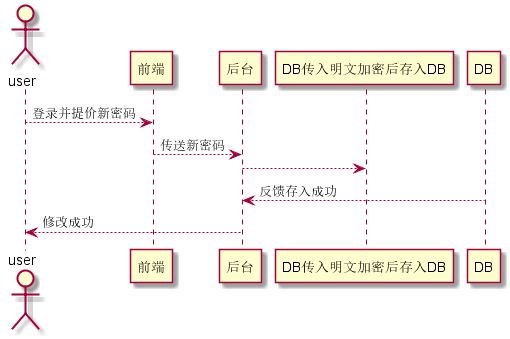 user
前端
后台
DB传入明文加密后存入DB
DB
登录并提价新密码
传送新密码
反馈存入成功
修改成功
user
前端
后台
DB传入明文加密后存入DB
DB